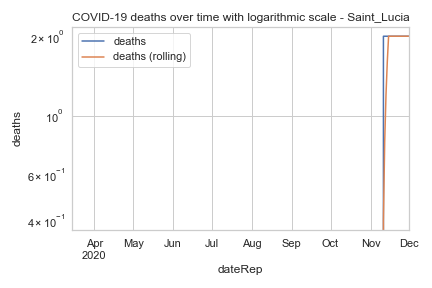 COVID-19 deaths over time with logarithmic scale - Saint_Lucia
deaths
deaths (rolling)
2 × 10⁰
10⁰
6 × 10⁻¹
4 × 10⁻¹
deaths
Apr May Jun Jul Aug Sep Oct Nov Dec
2020
dateRep